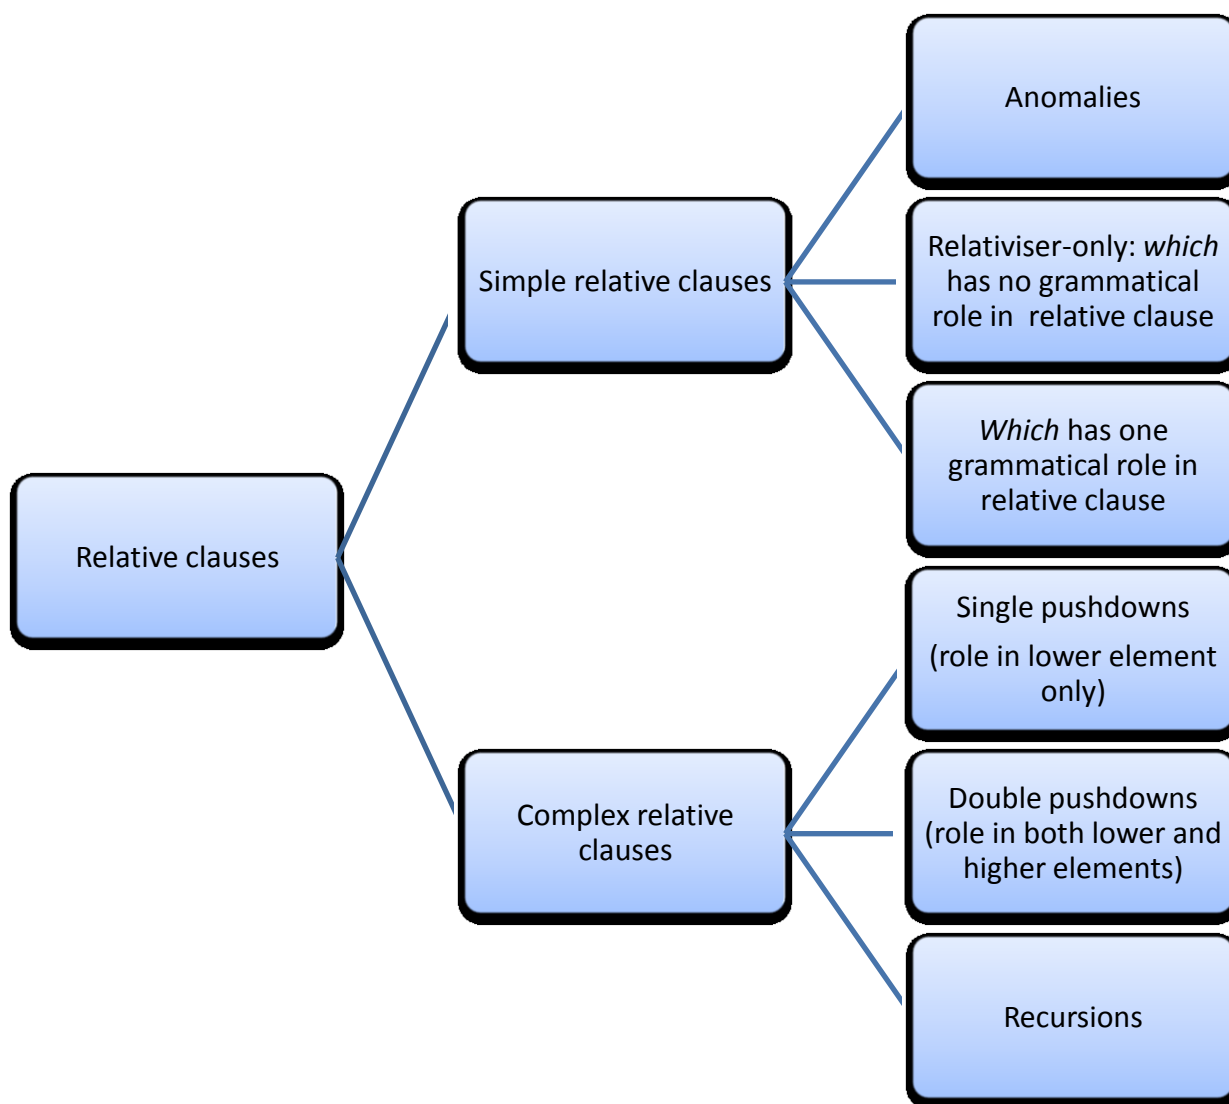 Anomalies
Relativiser-only: which
has no grammatical
role in relative clause
Simple relative clauses
Which has one
grammatical role in
relative clause
Relative clauses
Single pushdowns
(role in lower element
only)
Complex relative
clauses
Double pushdowns
(role in both lower and
higher elements)
Recursions